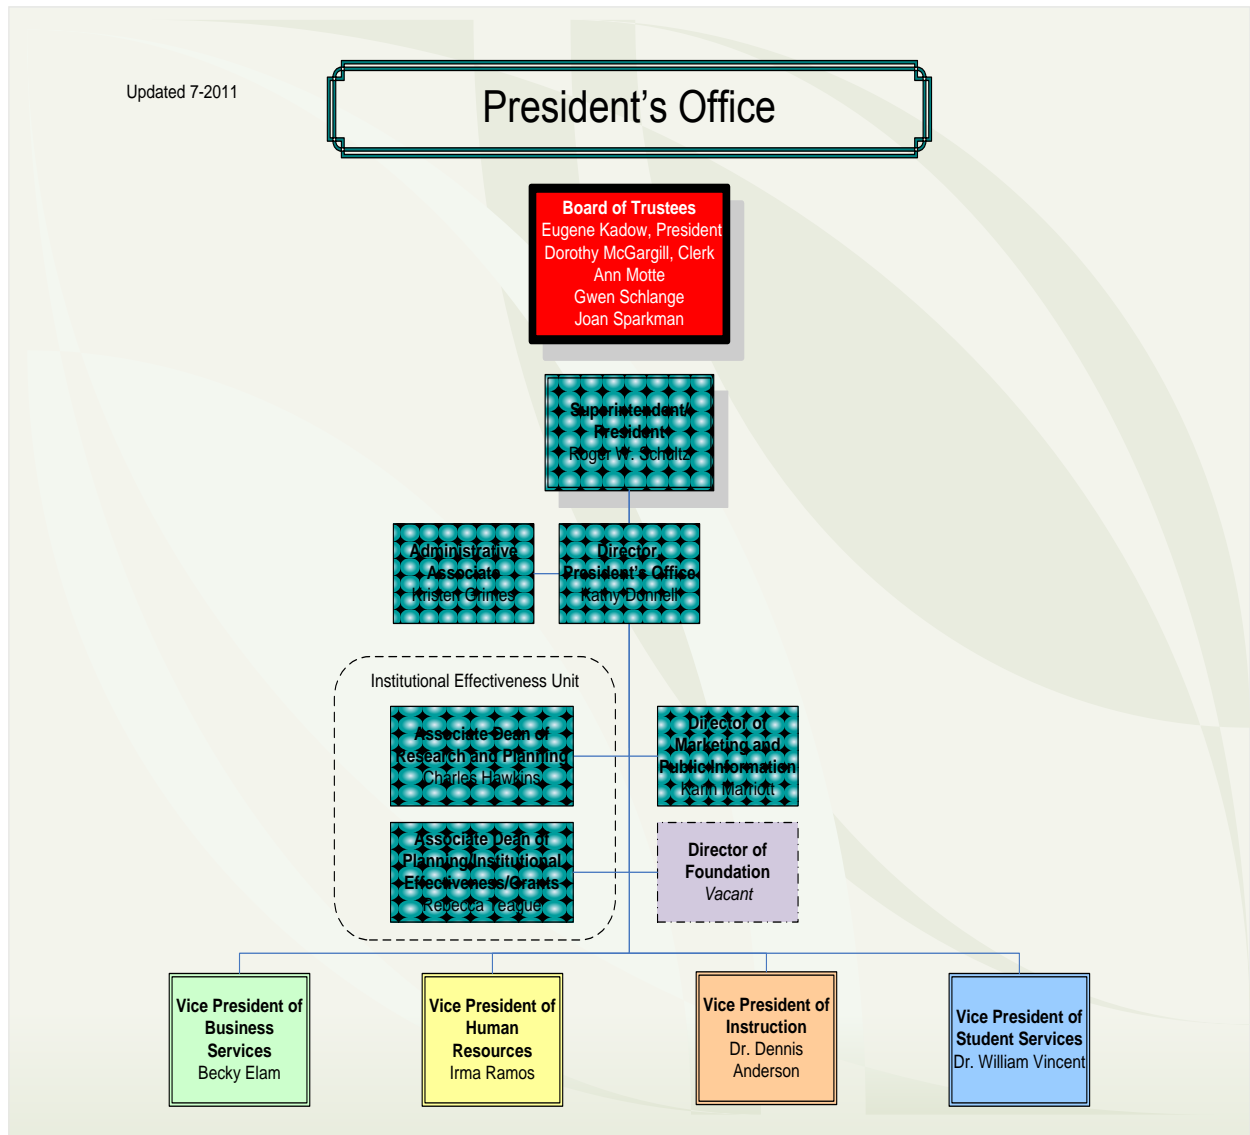 Updated 7-2011
President's Office
Board of Trustees
Eugene Kadow, President
Dorothy McGargill, Clerk
Ann Motte
Gwen Schlange
Joan Sparkman
Superintendent/
President
Roger W. Schultz
Administrative
Associate
Kristen Grimes
Director
President's Office
Kathy Donnell
Institutional Effectiveness Unit
Associate Dean of
Research and Planning
Charles Hawkins
Director of
Marketing and
Public Information
Karin Marriott
Associate Dean of
Planning/Institutional
Effectiveness/Grants
Rebecca Teague
Director of
Foundation
Vacant
Vice President of
Business
Services
Becky Elam
Vice President of
Human
Resources
Irma Ramos
Vice President of
Instruction
Dr. Dennis
Anderson
Vice President of
Student Services
Dr. William Vincent